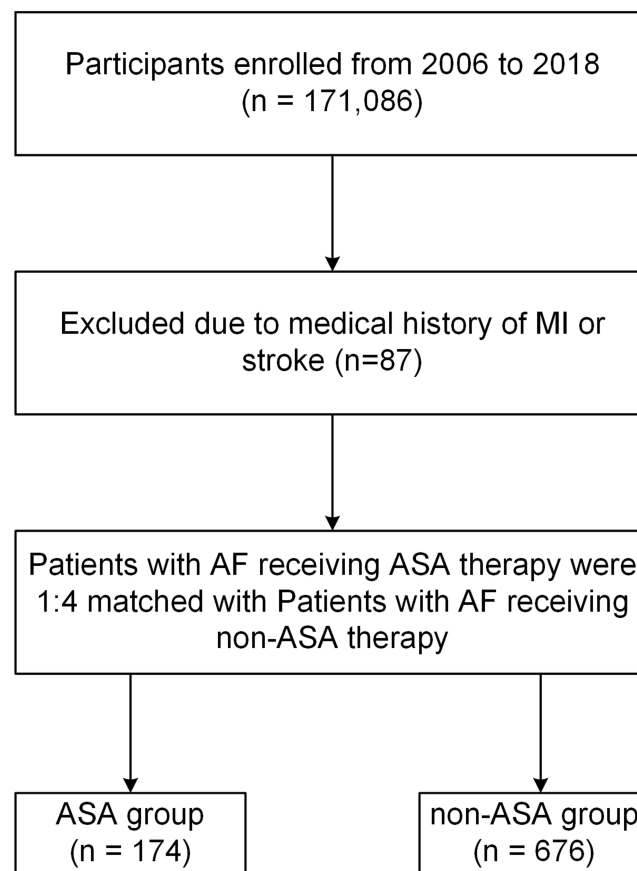 Participants enrolled from 2006 to 2018
(n = 171,086)
Excluded due to medical history of MI or
stroke (n=87)
Patients with AF receiving ASA therapy were
1:4 matched with Patients with AF receiving
non-ASA therapy
ASA group
(n = 174)
non-ASA group
(n = 676)